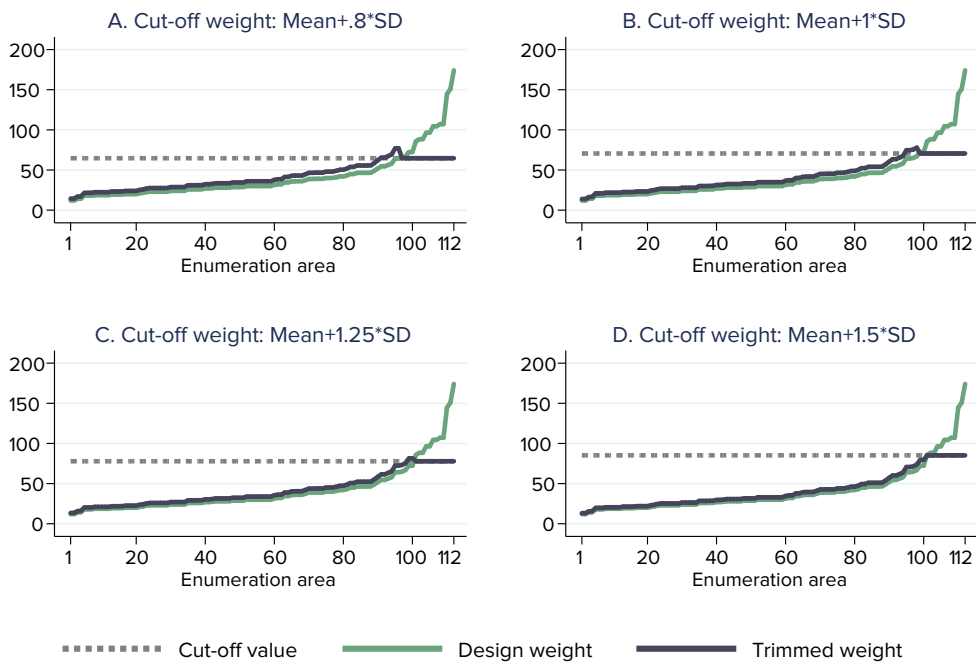 A. Cut-off weight: Mean+.8*SD
200
150
100
50
0
1 20 40 60 80 100 112
Enumeration area
B. Cut-off weight: Mean+1*SD
200
150
100
50
0
1 20 40 60 80 100 112
Enumeration area
C. Cut-off weight: Mean+1.25*SD
200
150
100
50
0
1 20 40 60 80 100 112
Enumeration area
D. Cut-off weight: Mean+1.5*SD
200
150
100
50
0
1 20 40 60 80 100 112
Enumeration area
Cut-off value Design weight Trimmed weight